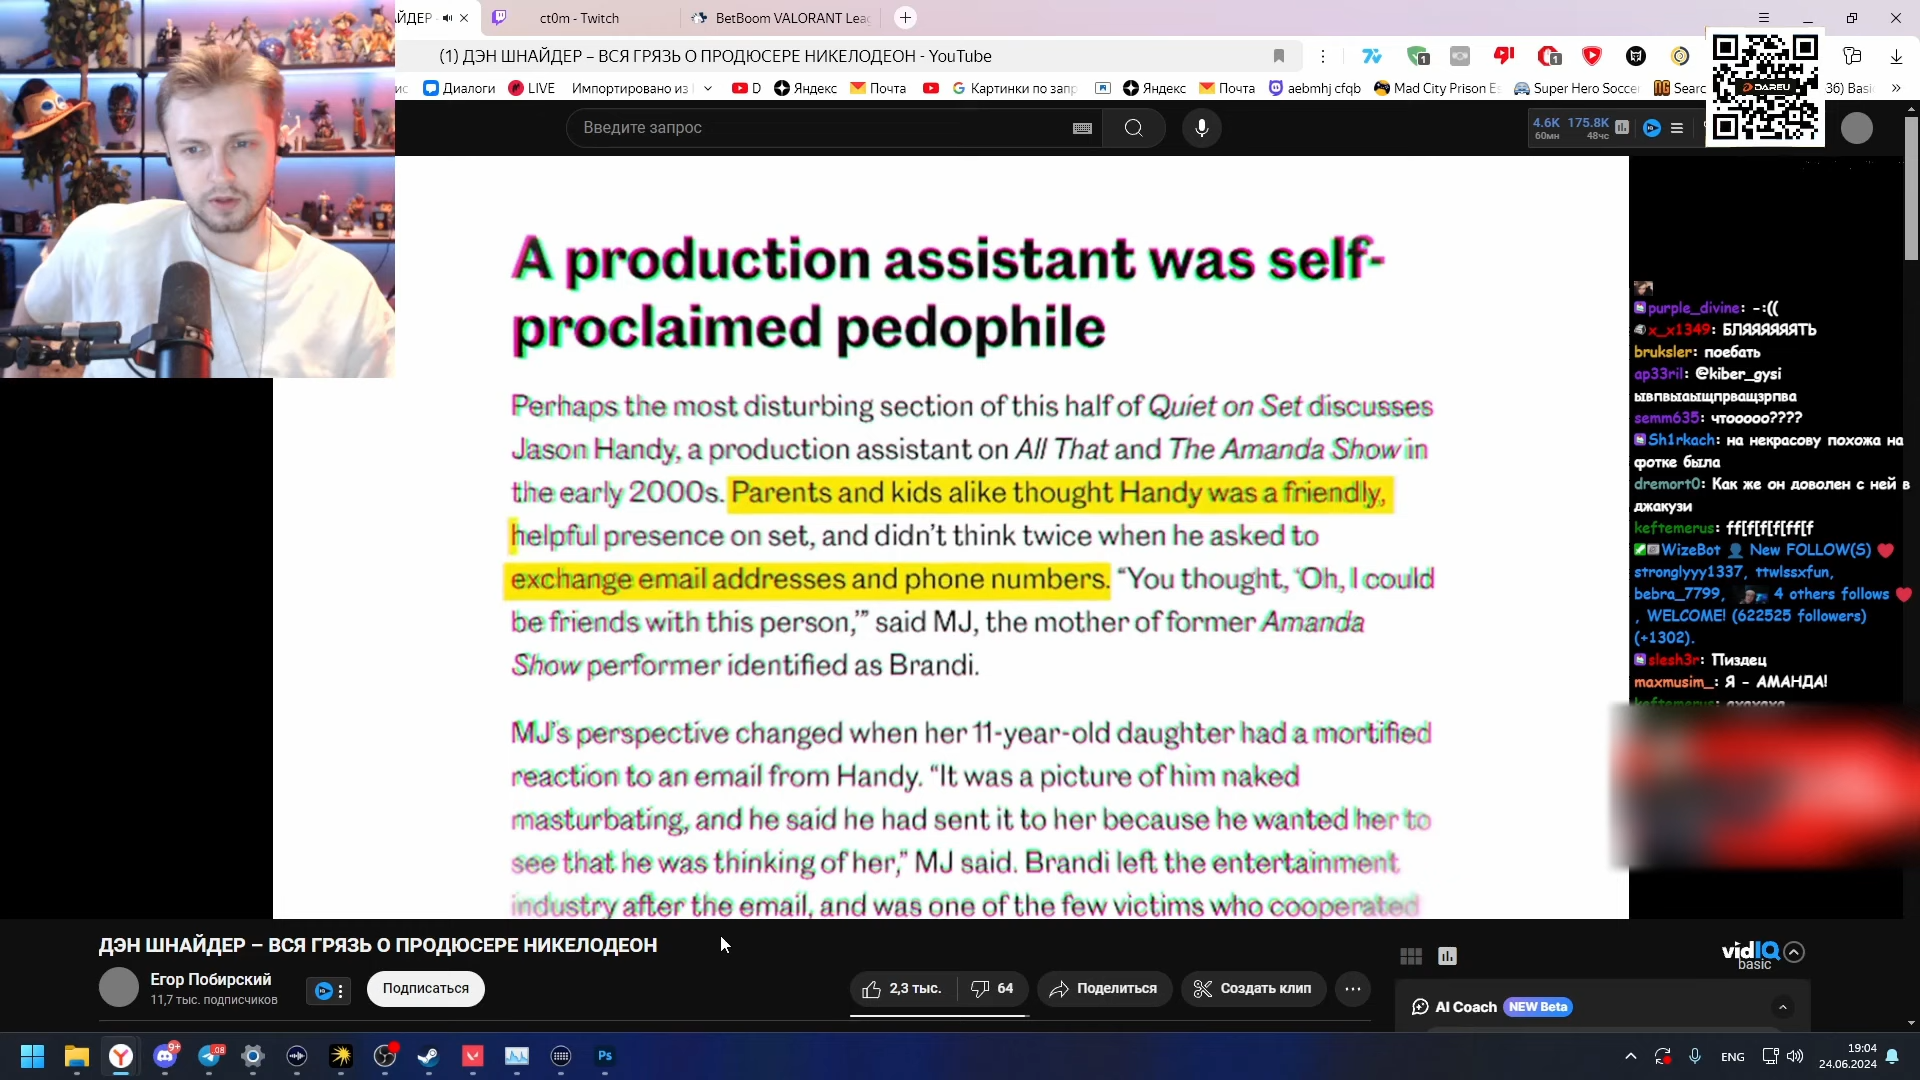 ЙДЕР -
ct0m - Twitch
BetBoom VALORANT Leag
(1) ДЭН ШНАЙДЕР – ВСЯ ГРЯЗЬ О ПРОДЮСЕРЕ НИКЕЛОДЕОН - YouTube
Диалоги
LIVE
Импортировано из
D
Яндекс
Почта
Картинки по запр
Яндекс
Почта
aebmhj cfqb
Mad City Prison Es
Super Hero Soccer
Searc
36) Basi
»
DAREU
Введите запрос
4.6K 175.8K
60мн 48чс
A production assistant was self-
proclaimed pedophile
Perhaps the most disturbing section of this half of Quiet on Set discusses
Jason Handy, a production assistant on All That and The Amanda Show in
the early 2000s. Parents and kids alike thought Handy was a friendly,
helpful presence on set, and didn’t think twice when he asked to
exchange email addresses and phone numbers. “You thought, ‘Oh, I could
be friends with this person,’” said MJ, the mother of former Amanda
Show performer identified as Brandi.
MJ’s perspective changed when her 11-year-old daughter had a mortified
reaction to an email from Handy. “It was a picture of him naked
masturbating, and he said he had sent it to her because he wanted her to
see that he was thinking of her,” MJ said. Brandi left the entertainment
industry after the email, and was one of the few victims who cooperated
purple_divine: -:((
x_x1349: БЛЯЯЯЯЯЯТЬ
bruksler: поебать
ap33ril: @kiber_gysi
ывпвыаыщпрващзрпва
semm635: чтооооо????
Sh1rkach: на некрасову похожа на
фотке была
dremort0: Как же он доволен с ней в
джакузи
keftemerus: ff[f[f[f[ff[f
WizeBot New FOLLOW(S)
stronglyyy1337, ttwlssxfun,
bebra_7799, 4 others follows
, WELCOME! (622525 followers)
(+1302).
slesh3r: Пиздец
maxmusim_: Я - АМАНДА!
keftemerus: ахахаха
ДЭН ШНАЙДЕР – ВСЯ ГРЯЗЬ О ПРОДЮСЕРЕ НИКЕЛОДЕОН
Егор Побирский
11,7 тыс. подписчиков
Подписаться
2,3 тыс.
64
Поделиться
Создать клип
vidIQ
basic
AI Coach NEW Beta
ENG
19:04
24.06.2024